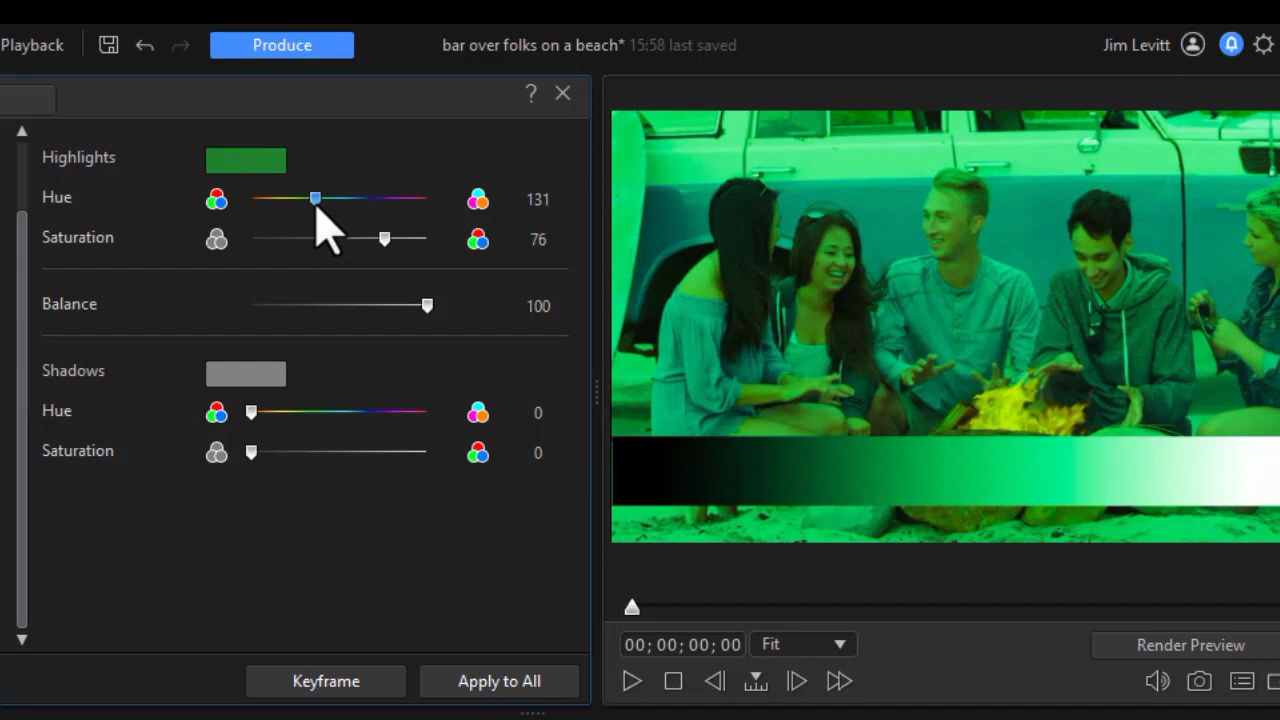 Playback
Produce
bar over folks on a beach* 15:58 last saved
Jim Levitt
?
Highlights
Hue
131
Saturation
76
Balance
100
Shadows
Hue
0
Saturation
0
Keyframe
Apply to All
00; 00; 00; 00
Fit
Render Preview